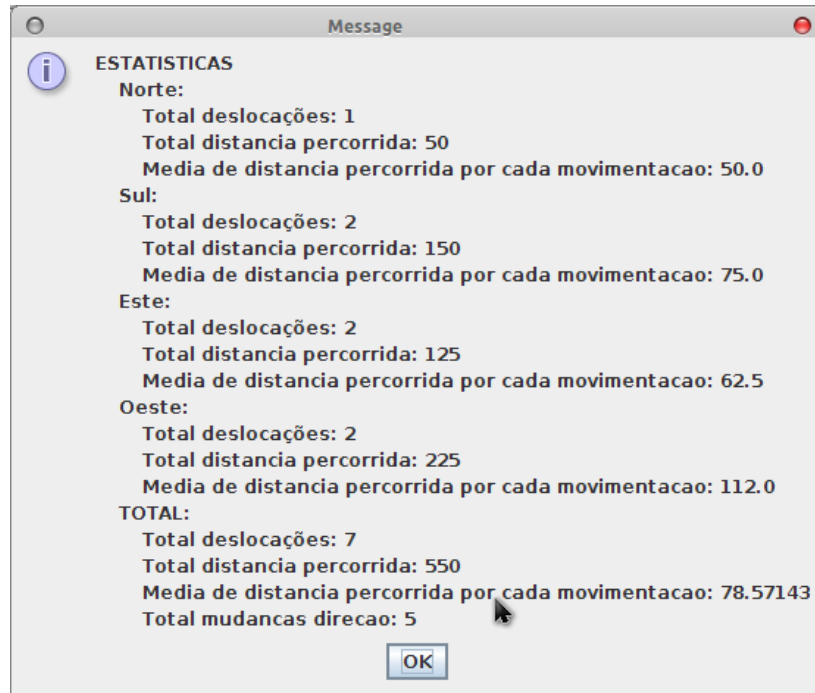 Message
ESTATISTICAS
Norte:
Total deslocações: 1
Total distancia percorrida: 50
Media de distancia percorrida por cada movimentacao: 50.0
Sul:
Total deslocações: 2
Total distancia percorrida: 150
Media de distancia percorrida por cada movimentacao: 75.0
Este:
Total deslocações: 2
Total distancia percorrida: 125
Media de distancia percorrida por cada movimentacao: 62.5
Oeste:
Total deslocações: 2
Total distancia percorrida: 225
Media de distancia percorrida por cada movimentacao: 112.0
TOTAL:
Total deslocações: 7
Total distancia percorrida: 550
Media de distancia percorrida por cada movimentacao: 78.57143
Total mudancas direcao: 5
OK